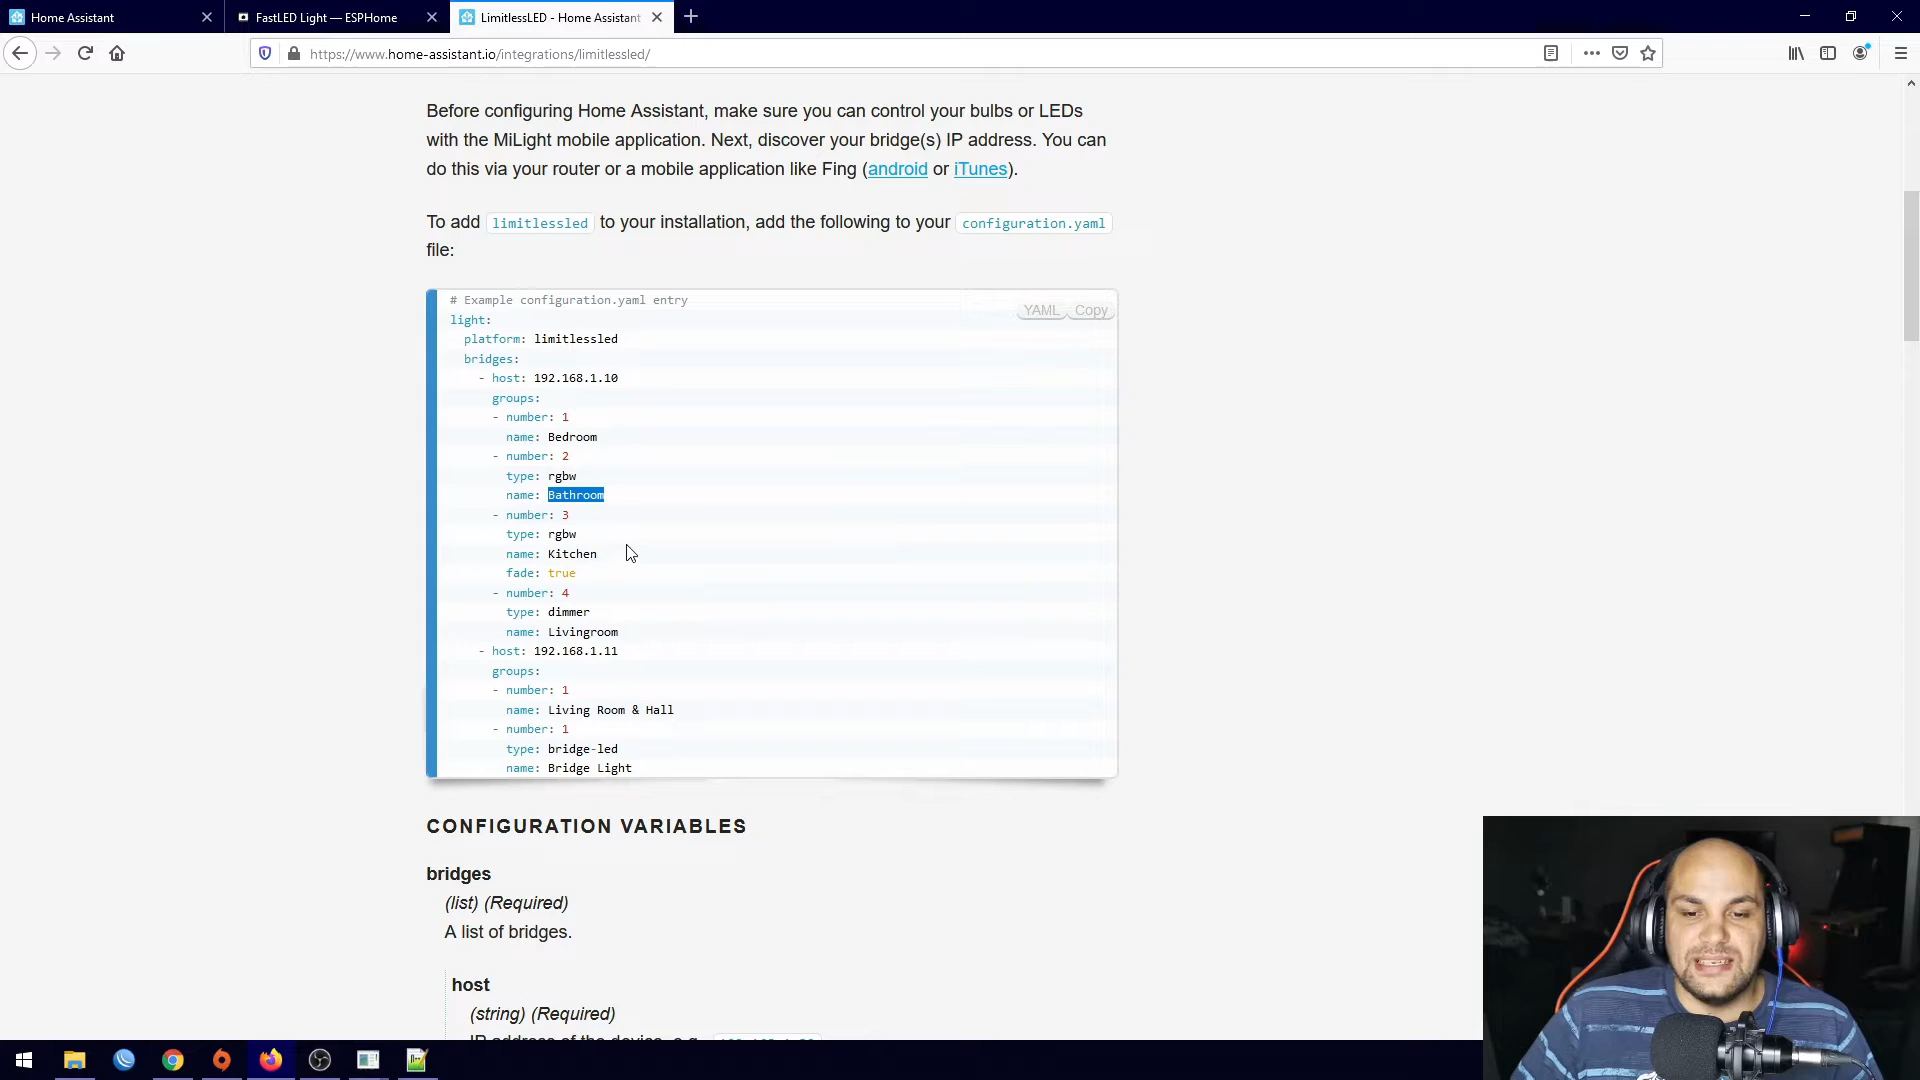 Home Assistant
FastLED Light — ESPHome
LimitlessLED - Home Assistant
https://www.home-assistant.io/integrations/limitlessled/
Before configuring Home Assistant, make sure you can control your bulbs or LEDs
with the MiLight mobile application. Next, discover your bridge(s) IP address. You can
do this via your router or a mobile application like Fing (android or iTunes).
To add limitlessled to your installation, add the following to your configuration.yaml
file:
YAML Copy
# Example configuration.yaml entry
light:
platform: limitlessled
bridges:
- host: 192.168.1.10
groups:
- number: 1
name: Bedroom
- number: 2
type: rgbw
name: Bathroom
- number: 3
type: rgbw
name: Kitchen
fade: true
- number: 4
type: dimmer
name: Livingroom
- host: 192.168.1.11
groups:
- number: 1
name: Living Room & Hall
- number: 1
type: bridge-led
name: Bridge Light
CONFIGURATION VARIABLES
bridges
(list) (Required)
A list of bridges.
host
(string) (Required)
IP address of the device, e.g.,